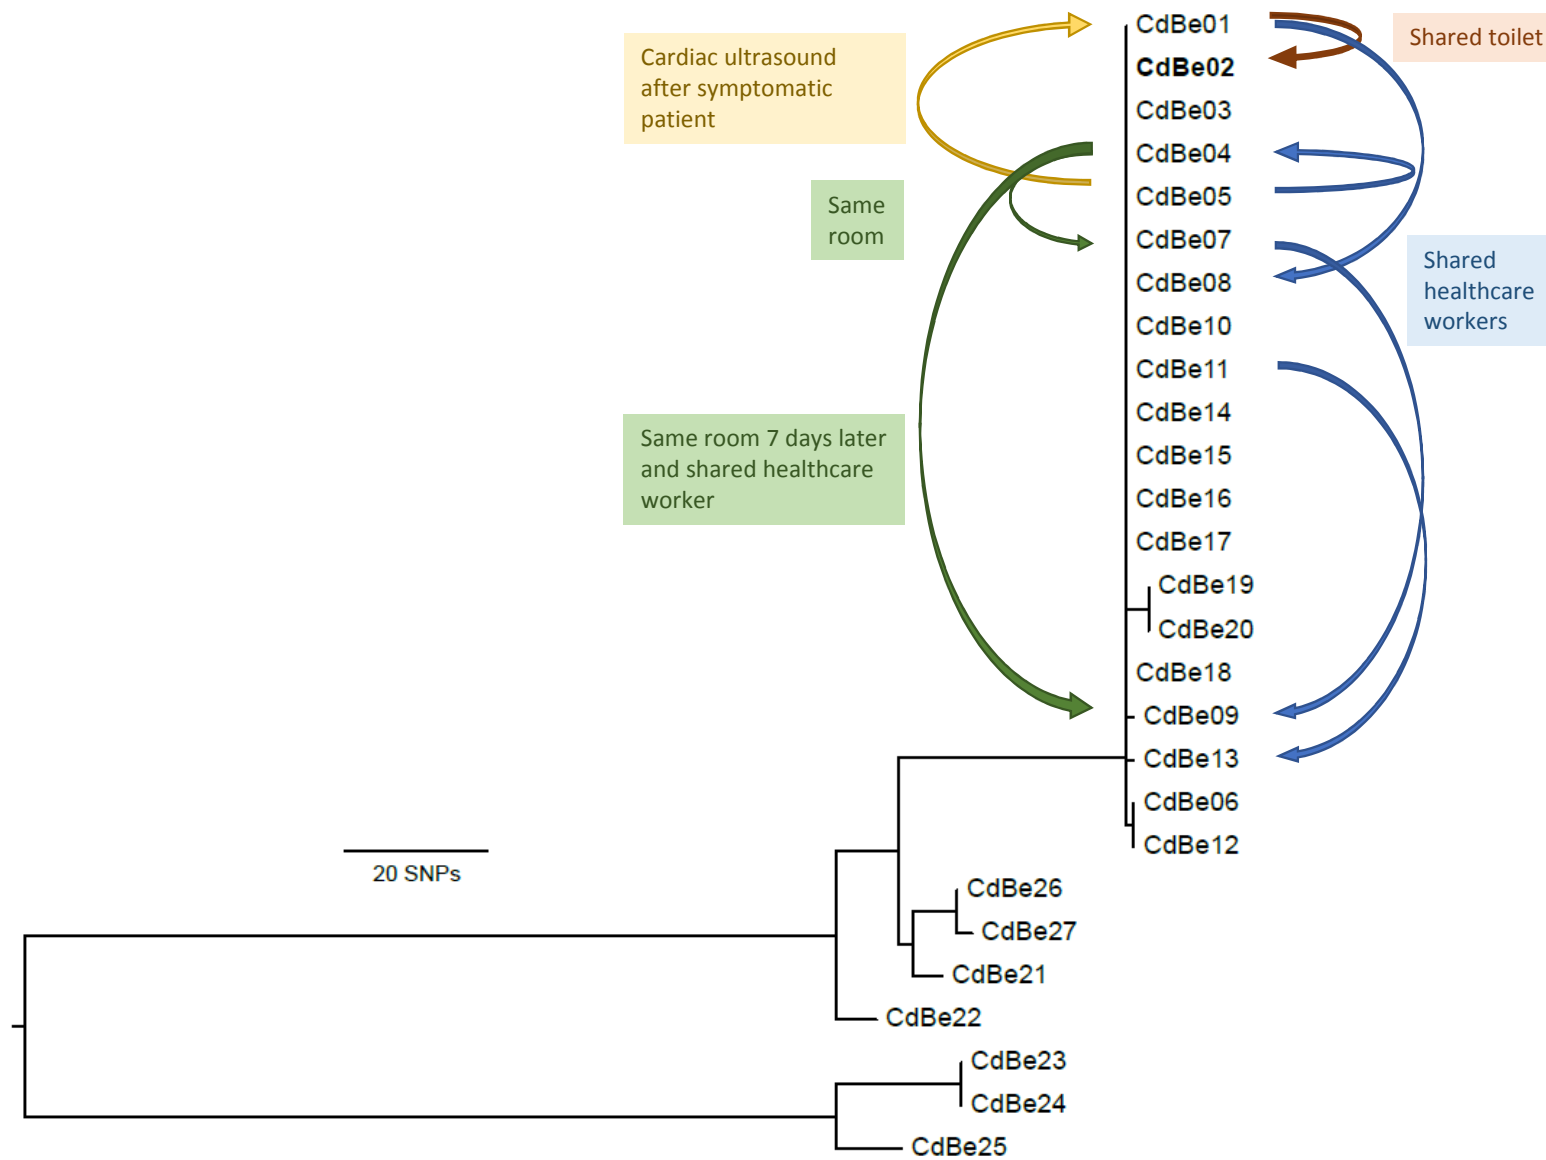 CdBe01
Shared toilet
Cardiac ultrasound
after symptomatic
patient
CdBe02
CdBe03
CdBe04
Same
room
CdBe05
CdBe07
Shared
healthcare
workers
CdBe08
CdBe10
CdBe11
CdBe14
Same room 7 days later
and shared healthcare
worker
CdBe15
CdBe16
CdBe17
CdBe19
CdBe20
CdBe18
CdBe09
CdBe13
CdBe06
CdBe12
20 SNPs
CdBe26
CdBe27
CdBe21
CdBe22
CdBe23
CdBe24
CdBe25